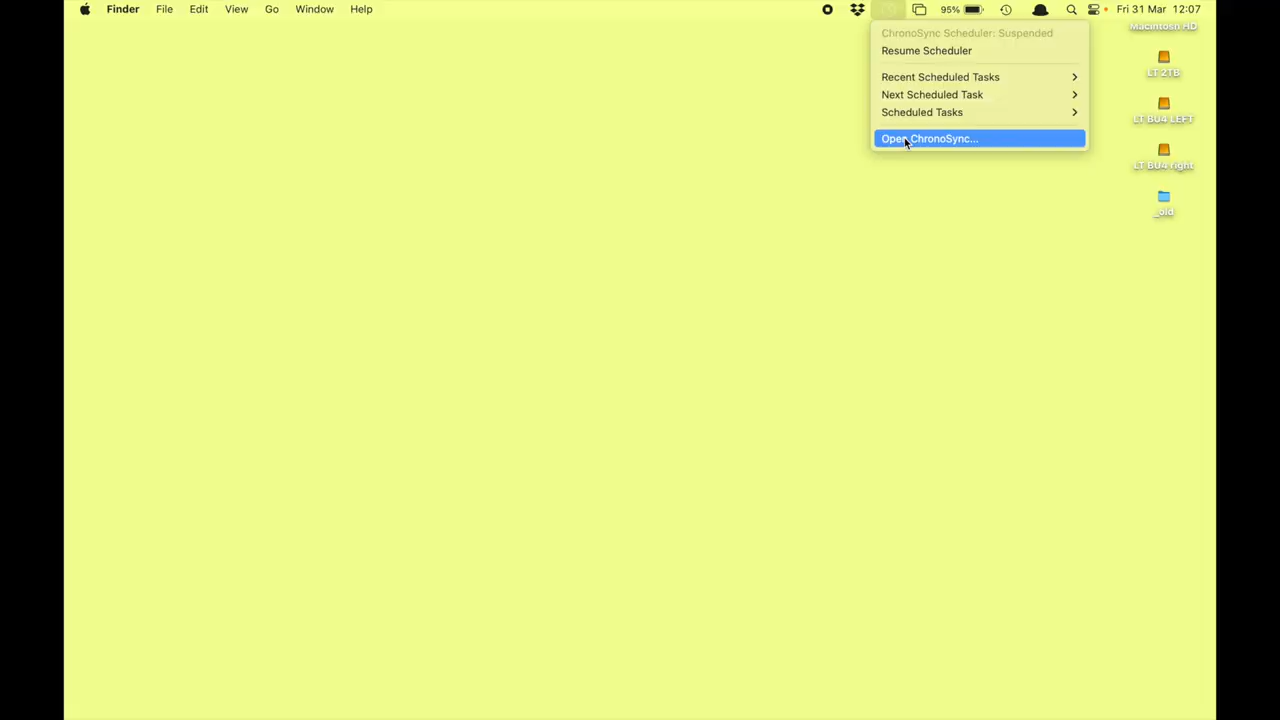 Finder File Edit View Go Window Help 95% Fri 31 Mar 12:07
ChronoSync Scheduler: Suspended
Resume Scheduler
Recent Scheduled Tasks
Next Scheduled Task
Scheduled Tasks
Open ChronoSync...
Macintosh HD
LT 2TB
LT BU4 LEFT
LT BU4 right
_old